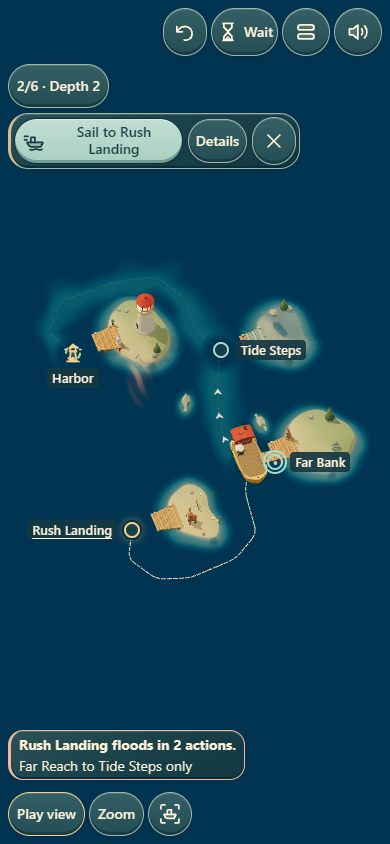 Wait
2/6 · Depth 2
Sail to Rush
Landing
Details
Tide Steps
Harbor
Far Bank
Rush Landing
Rush Landing floods in 2 actions.
Far Reach to Tide Steps only
Play view
Zoom